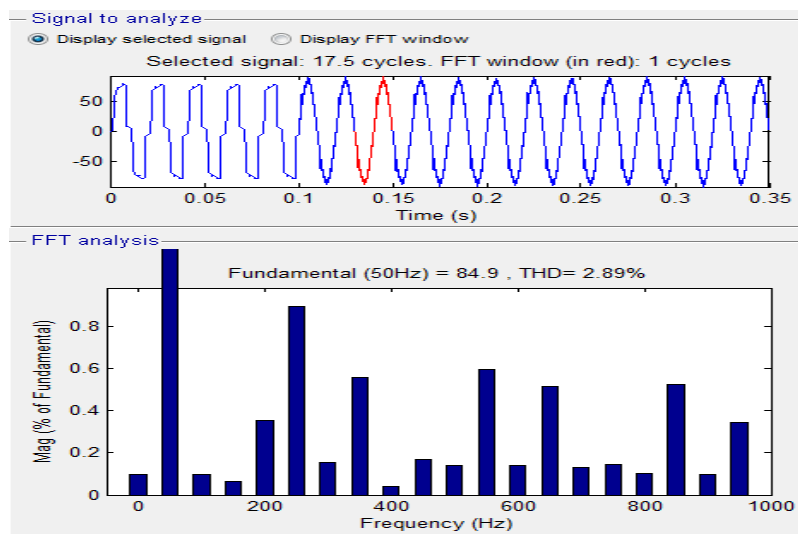 Signal to analyze
Display selected signal Display FFT window
Selected signal: 17.5 cycles. FFT window (in red): 1 cycles
50
0
-50
0 0.05 0.1 0.15 0.2 0.25 0.3 0.35
Time (s)
FFT analysis
Fundamental (50Hz) = 84.9 , THD= 2.89%
Mag (% of Fundamental)
0.8
0.6
0.4
0.2
0
0 200 400 600 800 1000
Frequency (Hz)